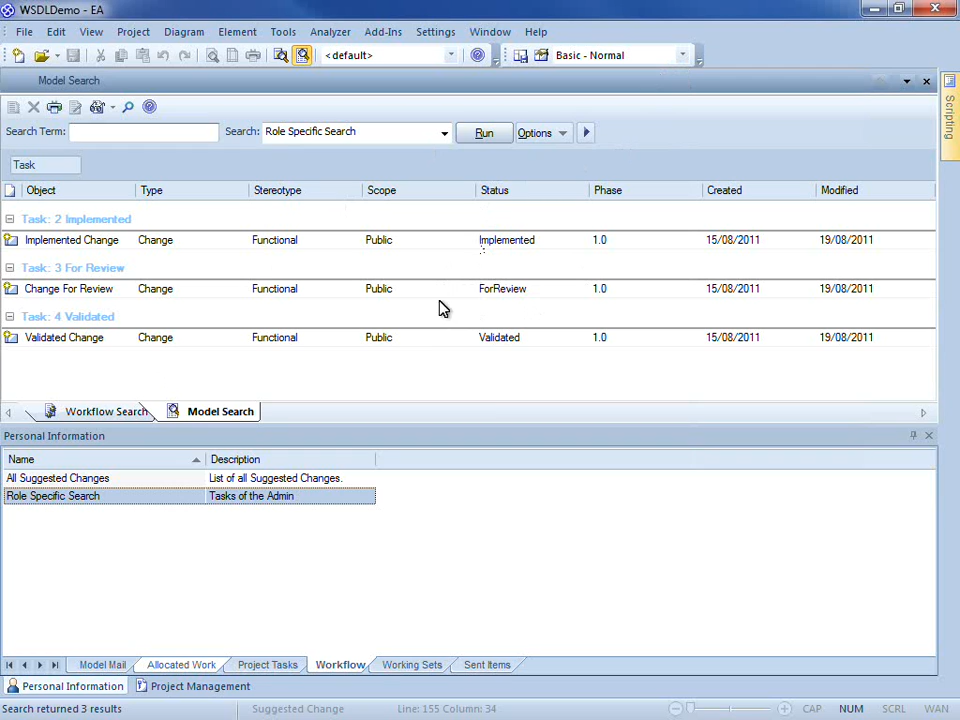 WSDLDemo - EA
File Edit View Project Diagram Element Tools Analyzer Add-Ins Settings Window Help
<default> Basic - Normal
Model Search
Scripting
Search Term: Search: Role Specific Search Run Options
Task
Object Type Stereotype Scope Status Phase Created Modified
Task: 2 Implemented
Implemented Change Change Functional Public Implemented 1.0 15/08/2011 19/08/2011
Task: 3 For Review
Change For Review Change Functional Public ForReview 1.0 15/08/2011 19/08/2011
Task: 4 Validated
Validated Change Change Functional Public Validated 1.0 15/08/2011 19/08/2011
Workflow Search Model Search
Personal Information
Name Description
All Suggested Changes List of all Suggested Changes.
Role Specific Search Tasks of the Admin
Model Mail Allocated Work Project Tasks Workflow Working Sets Sent Items
Personal Information Project Management
Search returned 3 results Suggested Change Line: 155 Column: 34 CAP NUM SCRL WAN